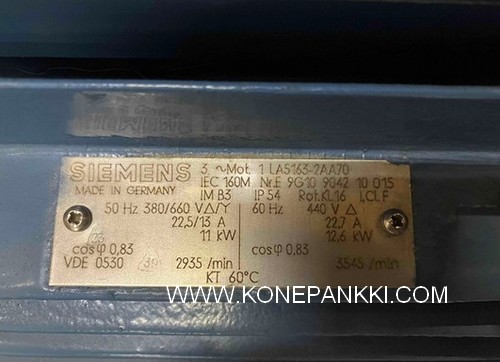 SIEMENS 3 ~Mot. 1 LA5163-2AA70
MADE IN GERMANY IEC 160M Nr.E 9G10 9042 10 015
IM B3 IP 54 Rot.KL16 I.CL F
50 Hz 380/660 V Δ/Y 60 Hz 440 V Δ
22,5/13 A 22,7 A
11 kW 12,6 kW
cosφ 0,83 cosφ 0,83
VDE 0530 2935 /min 3545 /min
KT 60°C
WWW.KONEPANKKI.COM